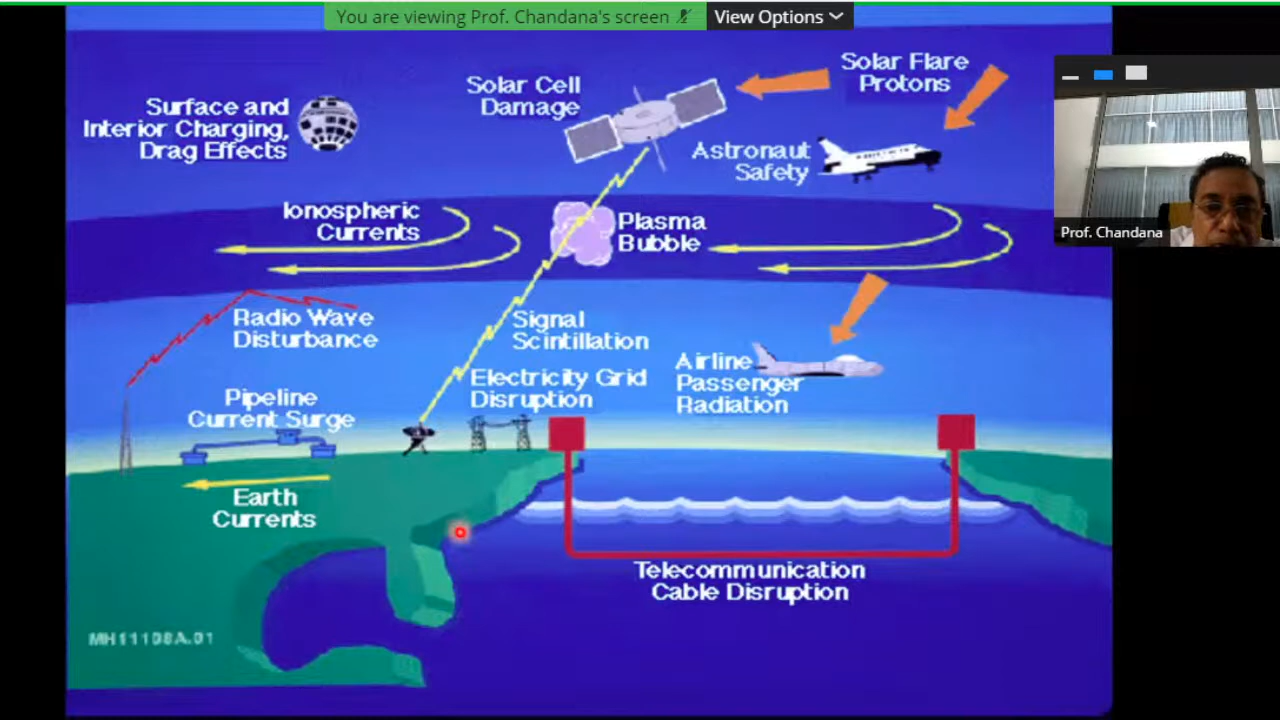 You are viewing Prof. Chandana's screen
View Options
Solar Flare
Protons
Solar Cell
Damage
Surface and
Interior Charging,
Drag Effects
Astronaut
Safety
Prof. Chandana
Ionospheric
Currents
Plasma
Bubble
Radio Wave
Disturbance
Signal
Scintillation
Airline
Passenger
Radiation
Electricity Grid
Disruption
Pipeline
Current Surge
Earth
Currents
Telecommunication
Cable Disruption
MH11108A.01